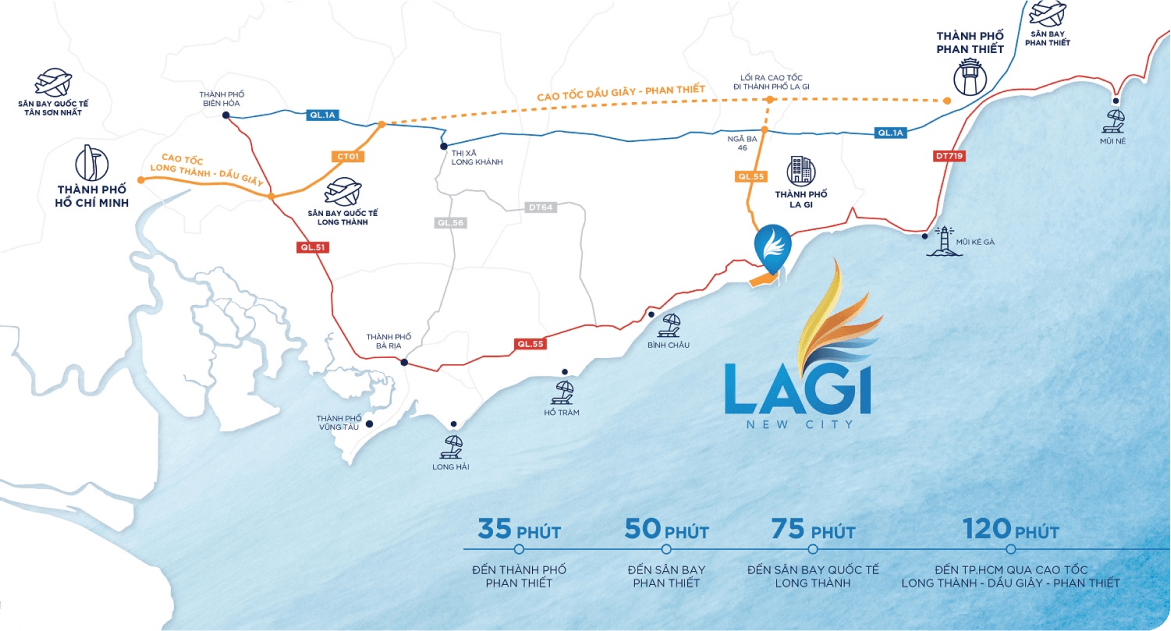 THÀNH PHỐ
PHAN THIẾT
SÂN BAY
PHAN THIẾT
SÂN BAY QUỐC TẾ
TÂN SƠN NHẤT
THÀNH PHỐ
BIÊN HÒA
LỐI RA CAO TỐC
ĐI THÀNH PHỐ LA GI
CAO TỐC DẦU GIÂY - PHAN THIẾT
QL.1A
QL.1A
NGÃ BA
46
MŨI NÉ
THÀNH PHỐ
HỒ CHÍ MINH
CAO TỐC
LONG THÀNH - DẦU GIÂY
CT01
THỊ XÃ
LONG KHÁNH
DT719
QL.55
THÀNH PHỐ
LA GI
SÂN BAY QUỐC TẾ
LONG THÀNH
QL.56
DT64
QL.51
MŨI KÊ GÀ
THÀNH PHỐ
BÀ RỊA
QL.55
BÌNH CHÂU
HỒ TRÀM
THÀNH PHỐ
VŨNG TÀU
LONG HẢI
LAGI
NEW CITY
35 PHÚT
ĐẾN THÀNH PHỐ
PHAN THIẾT
50 PHÚT
ĐẾN SÂN BAY
PHAN THIẾT
75 PHÚT
ĐẾN SÂN BAY QUỐC TẾ
LONG THÀNH
120 PHÚT
ĐẾN TP.HCM QUA CAO TỐC
LONG THÀNH - DẦU GIÂY - PHAN THIẾT